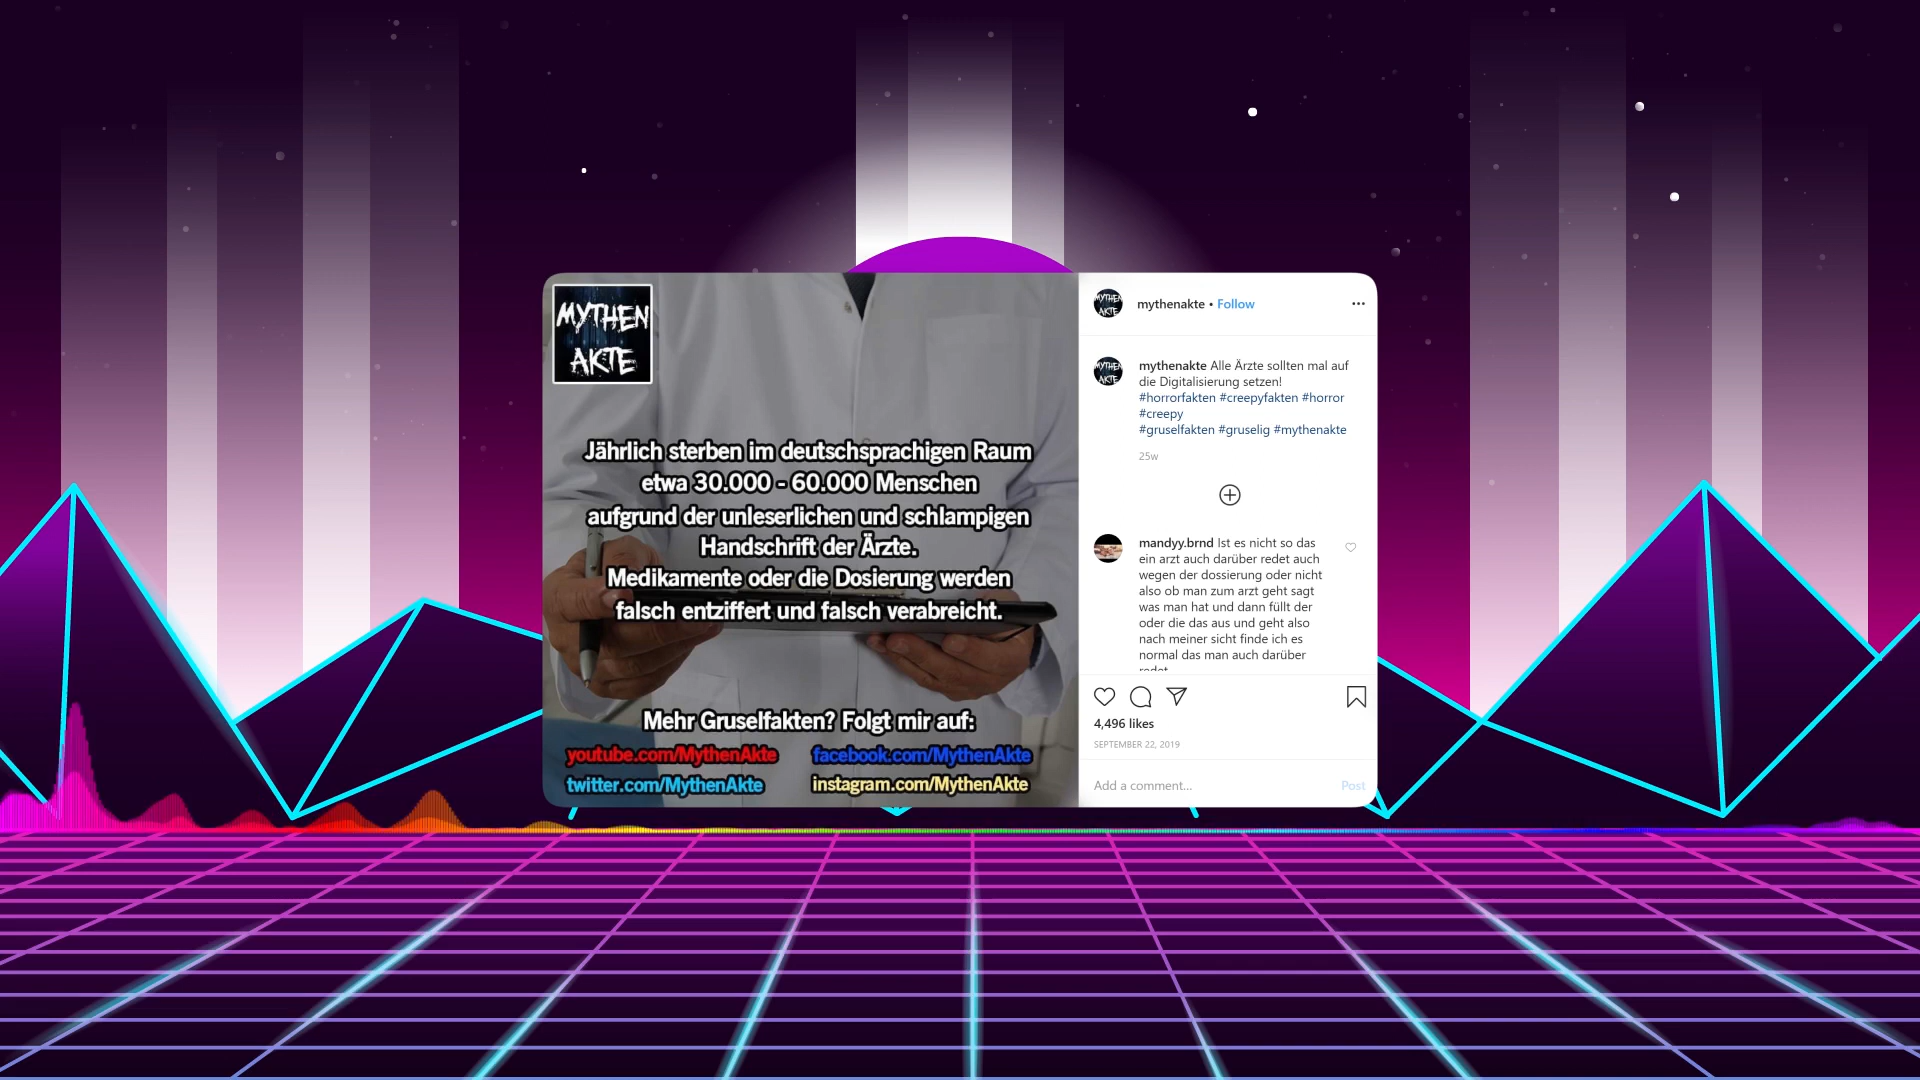 MYTHEN
AKTE
Jährlich sterben im deutschsprachigen Raum
etwa 30.000 - 60.000 Menschen
aufgrund der unleserlichen und schlampigen
Handschrift der Ärzte.
Medikamente oder die Dosierung werden
falsch entziffert und falsch verabreicht.
Mehr Gruselfakten? Folgt mir auf:
youtube.com/MythenAkte facebook.com/MythenAkte
twitter.com/MythenAkte instagram.com/MythenAkte
MYTHEN
AKTE
mythenakte • Follow
MYTHEN
AKTE
mythenakte Alle Ärzte sollten mal auf
die Digitalisierung setzen!
#horrorfakten #creepyfakten #horror
#creepy
#gruselfakten #gruselig #mythenakte
25w
mandyy.brnd Ist es nicht so das
ein arzt auch darüber redet auch
wegen der dossierung oder nicht
also ob man zum arzt geht sagt
was man hat und dann füllt der
oder die das aus und geht also
nach meiner sicht finde ich es
normal das man auch darüber
redet
4,496 likes
SEPTEMBER 22, 2019
Add a comment... Post